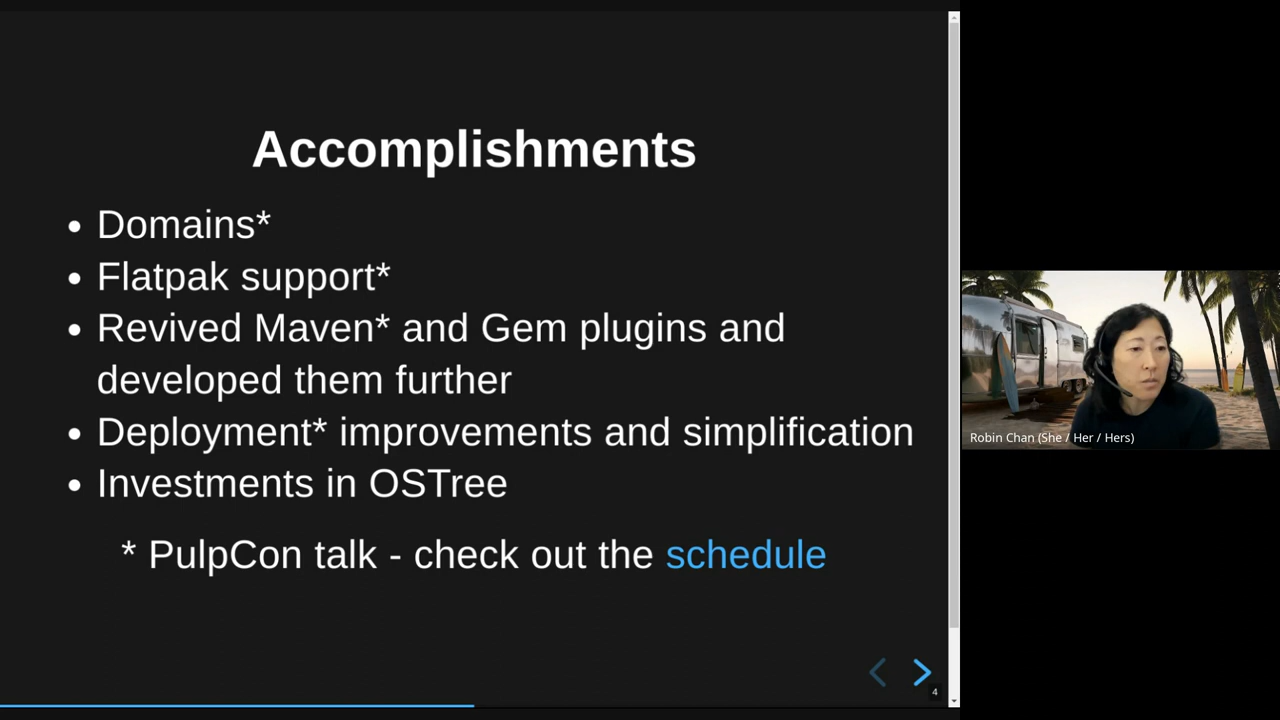 Accomplishments
Domains*
Flatpak support*
Revived Maven* and Gem plugins and
developed them further
Deployment* improvements and simplification
Investments in OSTree
* PulpCon talk - check out the schedule
4
Robin Chan (She / Her / Hers)